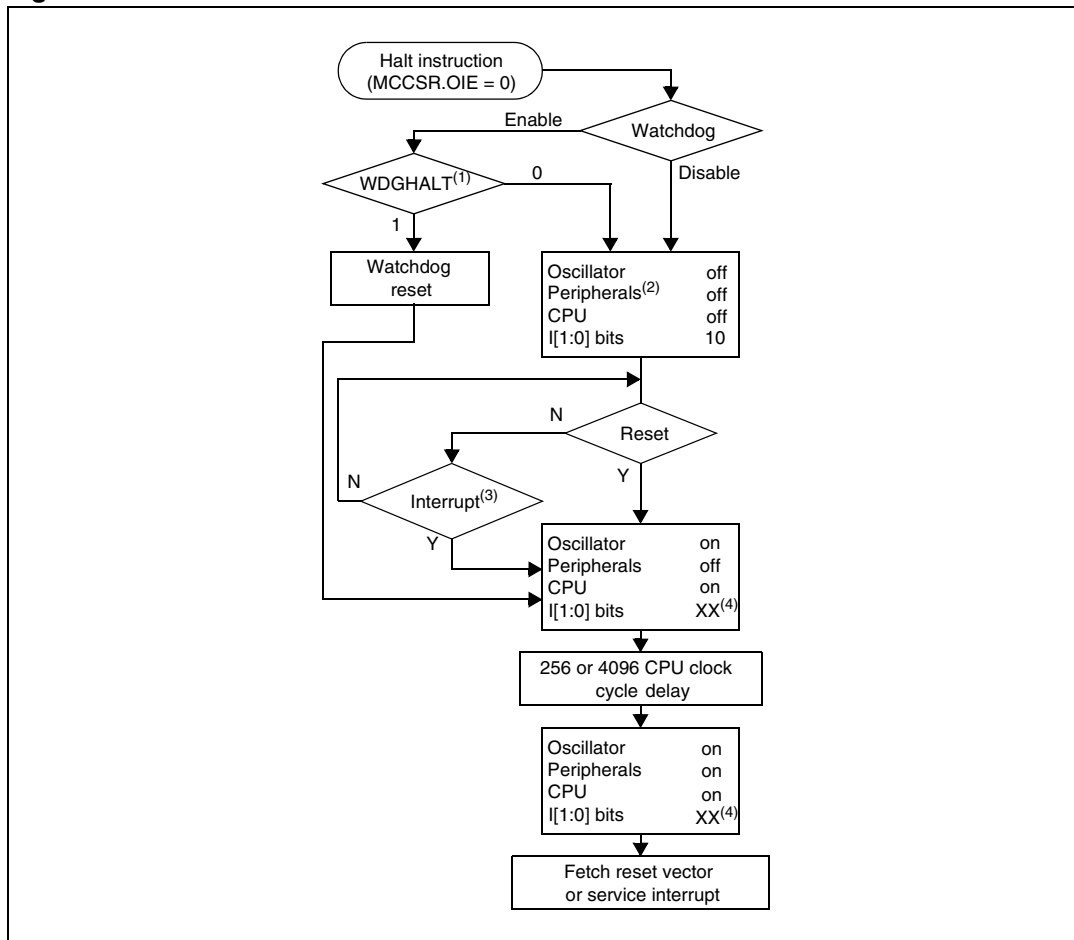 Halt instruction
(MCCSR.OIE = 0)
Enable
Watchdog
WDGHALT(1)
0
Disable
1
Watchdog
reset
Oscillator off
Peripherals(2) off
CPU off
I[1:0] bits 10
N
Reset
Y
N
Interrupt(3)
Y
Oscillator on
Peripherals off
CPU on
I[1:0] bits XX(4)
256 or 4096 CPU clock
cycle delay
Oscillator on
Peripherals on
CPU on
I[1:0] bits XX(4)
Fetch reset vector
or service interrupt